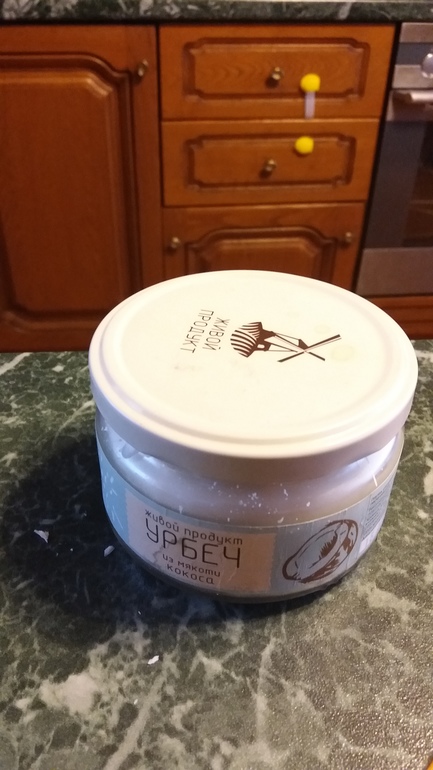 ЖИВОЙ
ПРОДУКТ
живой продукт
УРБЕЧ
из мякоти
кокоса